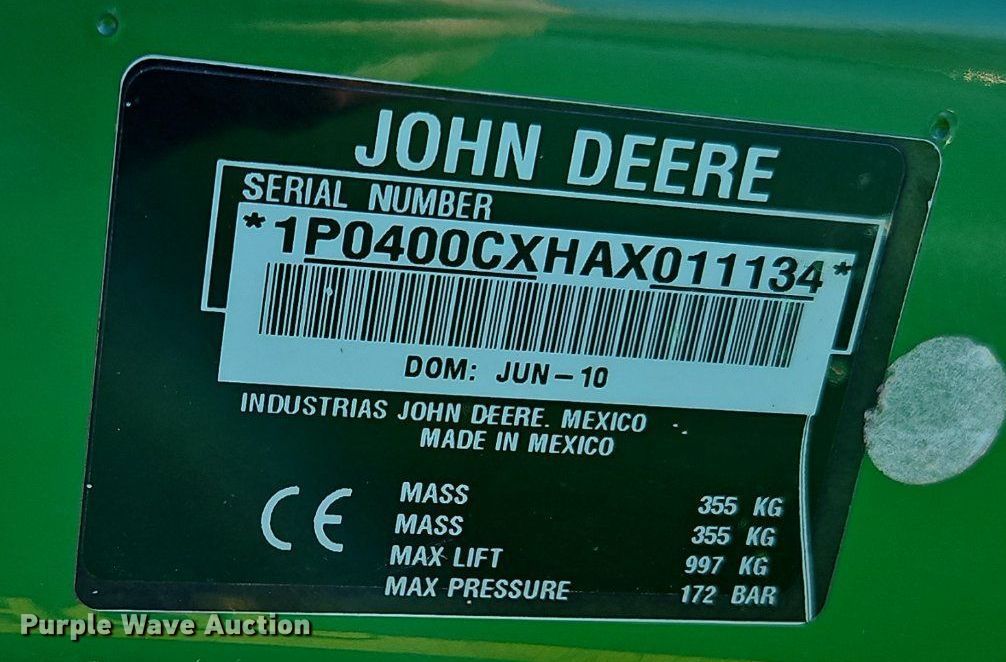 JOHN DEERE
SERIAL NUMBER
*1P0400CXHAX011134*
DOM: JUN-10
INDUSTRIAS JOHN DEERE. MEXICO
MADE IN MEXICO
CE
MASS 355 KG
MASS 355 KG
MAX LIFT 997 KG
MAX PRESSURE 172 BAR
Purple Wave Auction